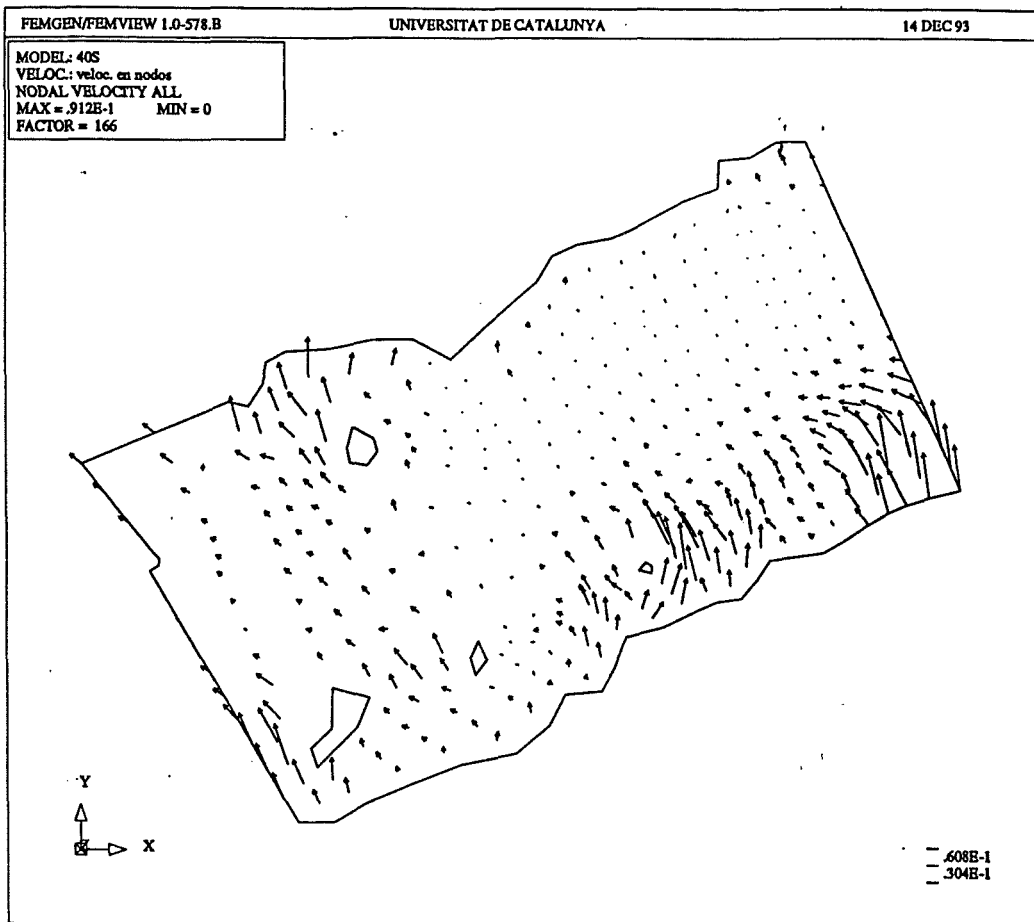 FEMGEN/FEMVIEW 1.0-578.B UNIVERSITAT DE CATALUNYA 14 DEC 93
MODEL: 40S
VELOC.: veloc. en nodos
NODAL VELOCITY ALL
MAX = .912E-1 MIN = 0
FACTOR = 166
Y
X
.608E-1
.304E-1